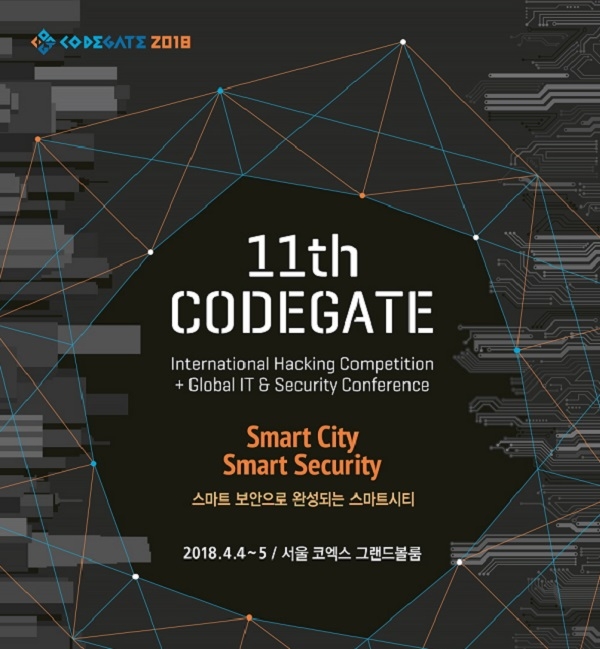 CODEGATE 2018
11th
CODEGATE
International Hacking Competition
+ Global IT & Security Conference
Smart City
Smart Security
스마트 보안으로 완성되는 스마트시티
2018.4.4~5 / 서울 코엑스 그랜드볼룸